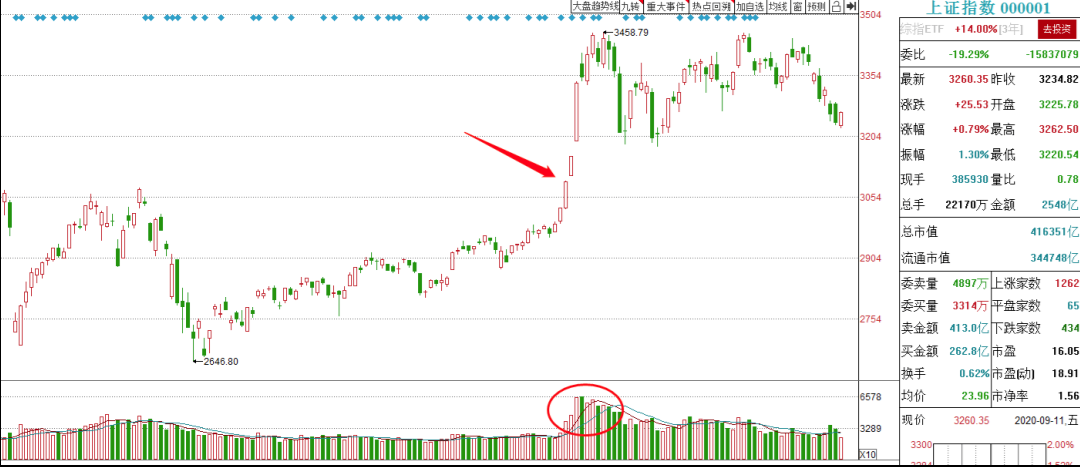 大盘趋势线 九转 重大事件 热点回溯 加自选 均线 窗 预测
3504
3354
3204
3054
2904
2754
3458.79
2646.80
6578
3289
X10
上证指数 000001
综指ETF +14.00% [3年] 去投资
委比 -19.29% -15837079
最新 3260.35 昨收 3234.82
涨跌 +25.53 开盘 3225.78
涨幅 +0.79% 最高 3262.50
振幅 1.30% 最低 3220.54
现手 385930 量比 0.78
总手 22170万 金额 2548亿
总市值 416351亿
流通市值 344748亿
委卖量 4897万 上涨家数 1262
委买量 3314万 平盘家数 65
卖金额 413.0亿 下跌家数 434
买金额 262.8亿 市盈 16.05
换手 0.62% 市盈(动) 18.91
均价 23.96 市净率 1.56
现价 3260.35 2020-09-11,五
3300 2.00%